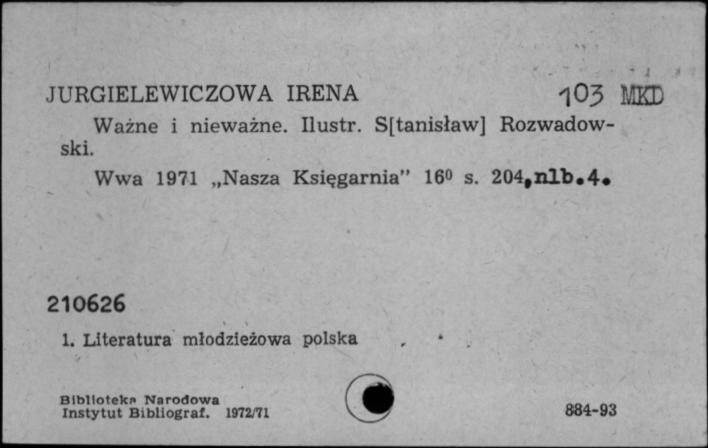 JURGIELEWICZOWA IRENA 103 MKD
Ważne i nieważne. Ilustr. S[tanisław] Rozwadow-
ski.
Wwa 1971 „Nasza Księgarnia” 16⁰ s. 204,nlb.4.
210626
1. Literatura młodzieżowa polska
Biblioteka Narodowa
Instytut Bibliograf. 1972/71 884-93